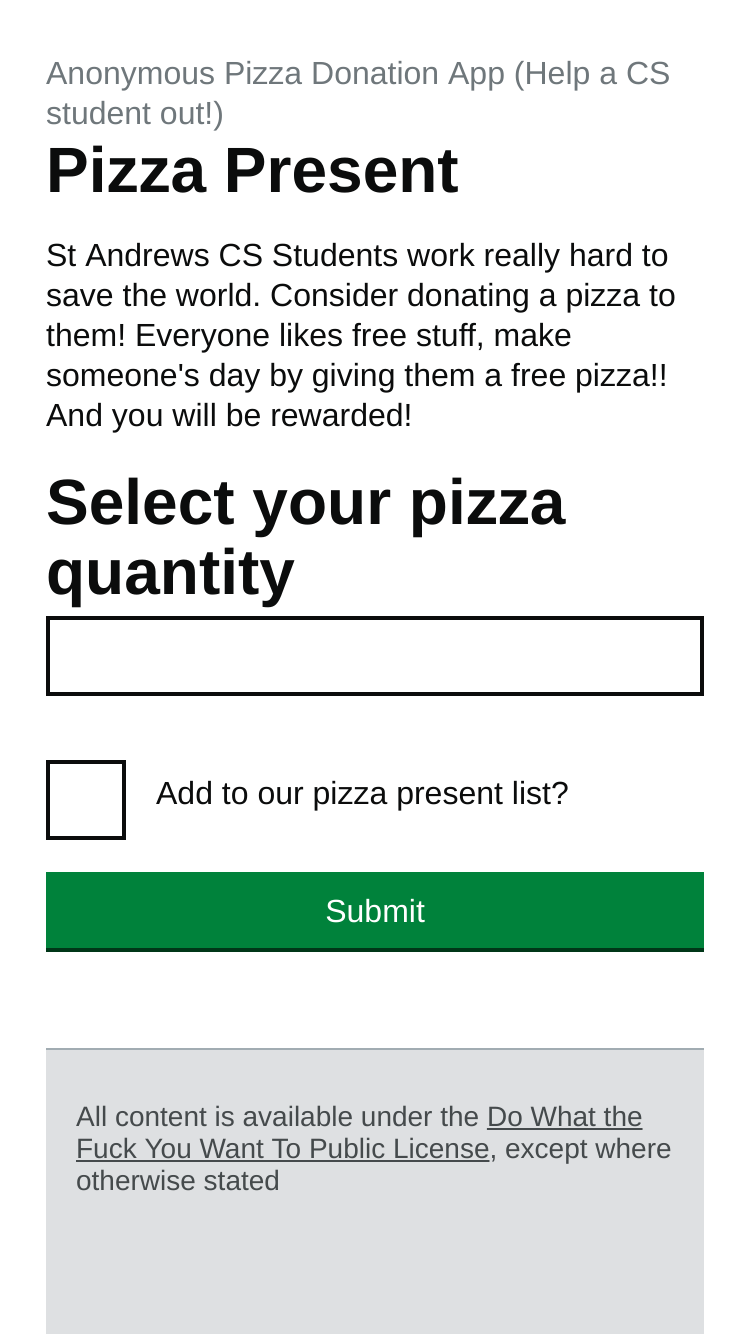 Anonymous Pizza Donation App (Help a CS
student out!)
Pizza Present
St Andrews CS Students work really hard to
save the world. Consider donating a pizza to
them! Everyone likes free stuff, make
someone's day by giving them a free pizza!!
And you will be rewarded!
Select your pizza
quantity
Add to our pizza present list?
Submit
All content is available under the Do What the
Fuck You Want To Public License, except where
otherwise stated